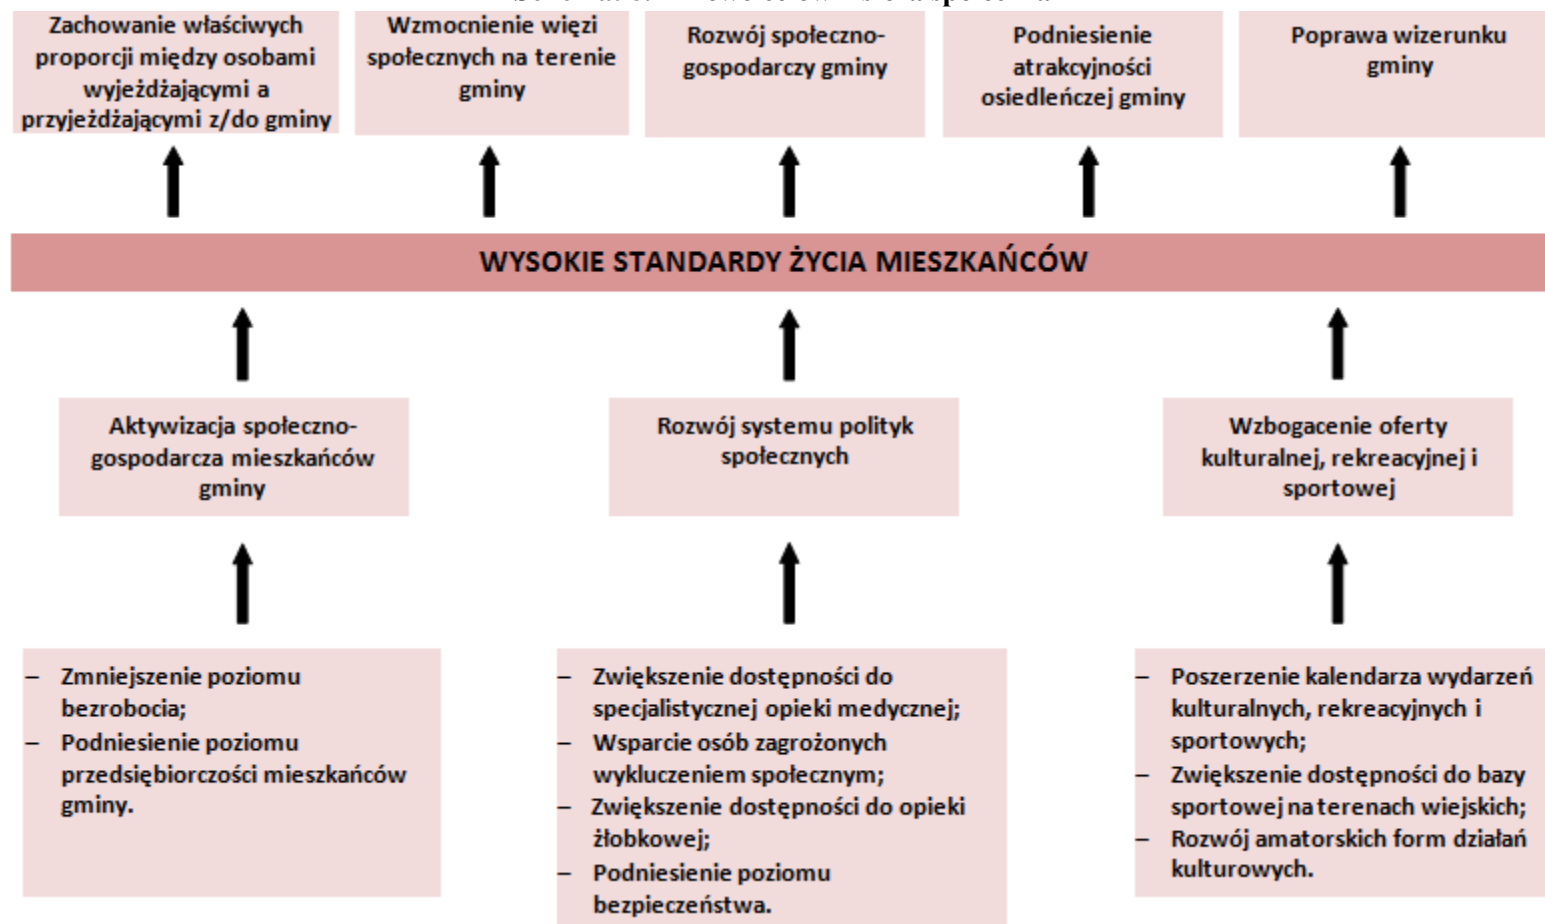 Zachowanie właściwych
proporcji między osobami
wyjeżdżającymi a
przyjeżdżającymi z/do gminy
Wzmocnienie więzi
społecznych na terenie
gminy
Rozwój społeczno-
gospodarczy gminy
Podniesienie
atrakcyjności
osiedleńczej gminy
Poprawa wizerunku
gminy
WYSOKIE STANDARDY ŻYCIA MIESZKAŃCÓW
Aktywizacja społeczno-
gospodarcza mieszkańców
gminy
Rozwój systemu polityk
społecznych
Wzbogacenie oferty
kulturalnej, rekreacyjnej i
sportowej
– Zmniejszenie poziomu
bezrobocia;
– Podniesienie poziomu
przedsiębiorczości mieszkańców
gminy.
– Zwiększenie dostępności do
specjalistycznej opieki medycznej;
– Wsparcie osób zagrożonych
wykluczeniem społecznym;
– Zwiększenie dostępności do opieki
żłobkowej;
– Podniesienie poziomu
bezpieczeństwa.
– Poszerzenie kalendarza wydarzeń
kulturalnych, rekreacyjnych i
sportowych;
– Zwiększenie dostępności do bazy
sportowej na terenach wiejskich;
– Rozwój amatorskich form działań
kulturowych.